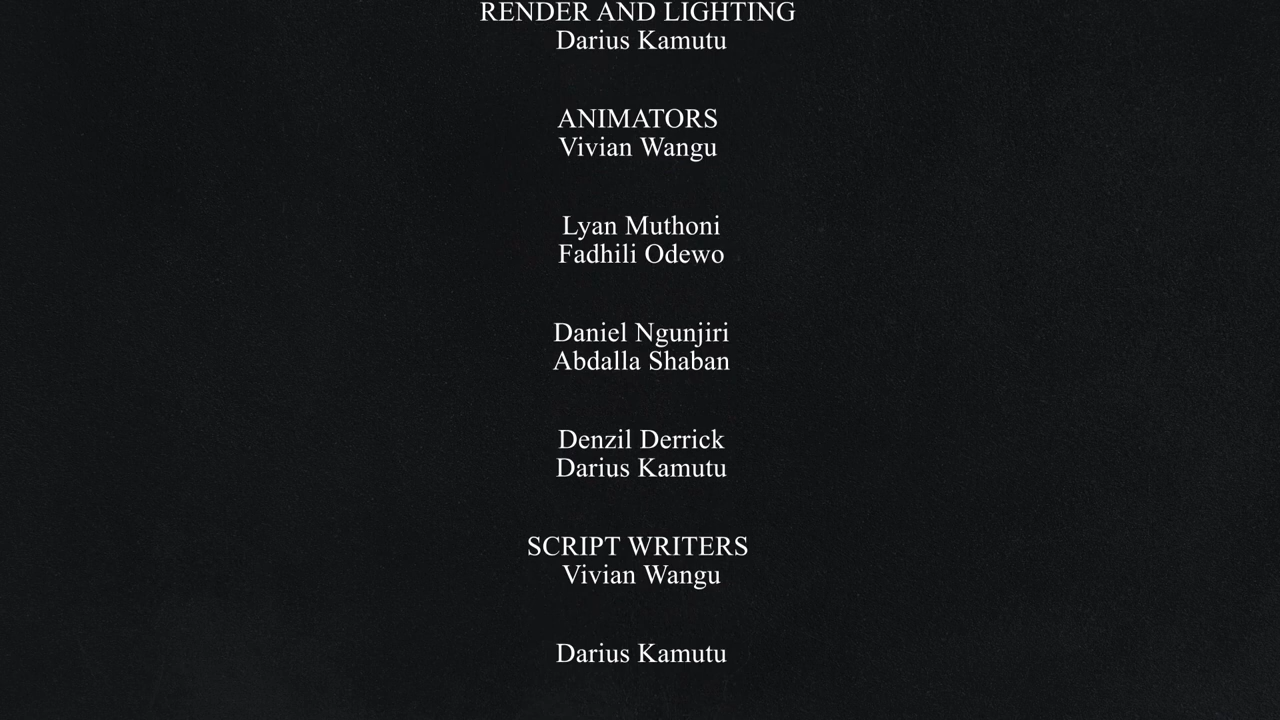 RENDER AND LIGHTING
Darius Kamutu
ANIMATORS
Vivian Wangu
Lyan Muthoni
Fadhili Odewo
Daniel Ngunjiri
Abdalla Shaban
Denzil Derrick
Darius Kamutu
SCRIPT WRITERS
Vivian Wangu
Darius Kamutu